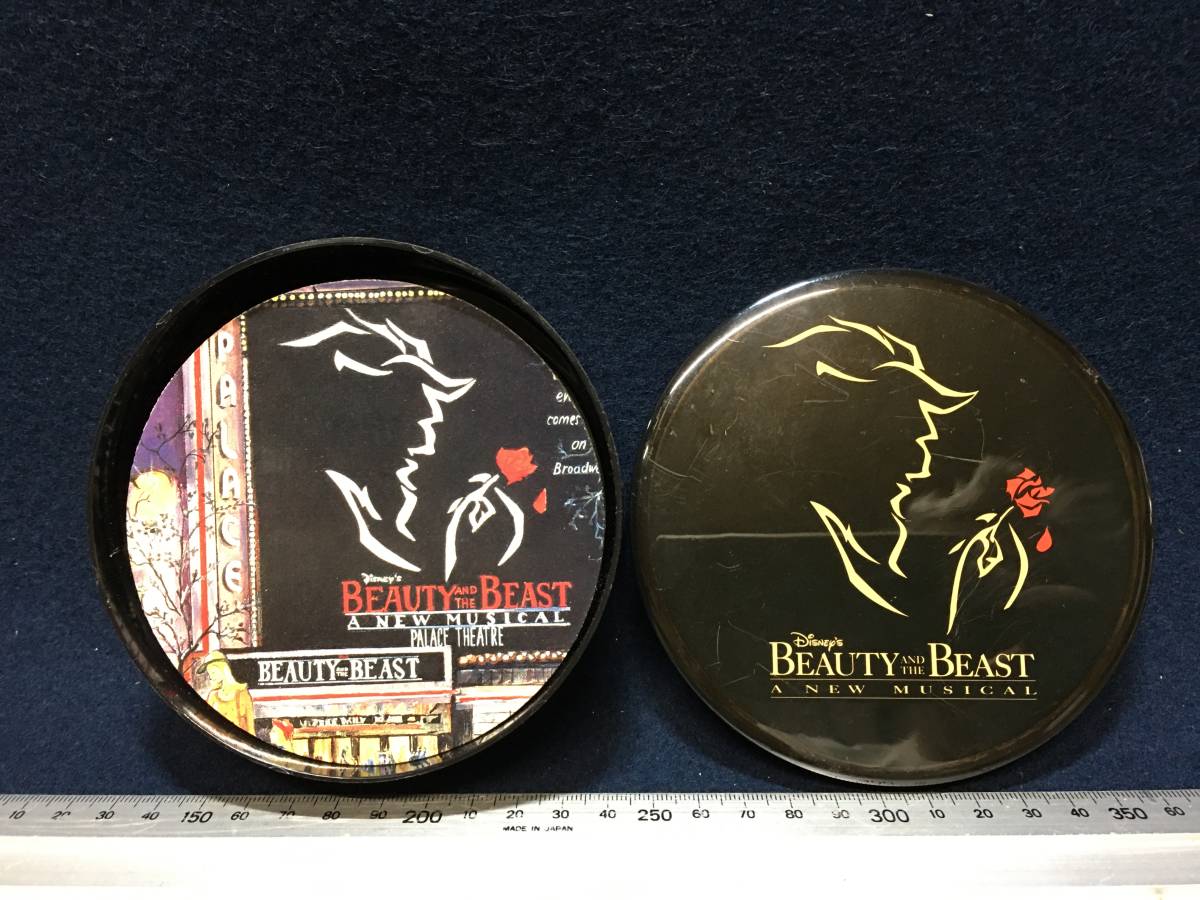 PALACE
en
comes
on
Broadw
Disney's
BEAUTY AND THE BEAST
A NEW MUSICAL
PALACE THEATRE
BEAUTY AND THE BEAST
Disney's
BEAUTY AND THE BEAST
A NEW MUSICAL
10 20 30 40 150 60 70 80 90 200 10 20 30 40 250 60 70 80 90 300 10 20 30 40 350 60
MADE IN JAPAN